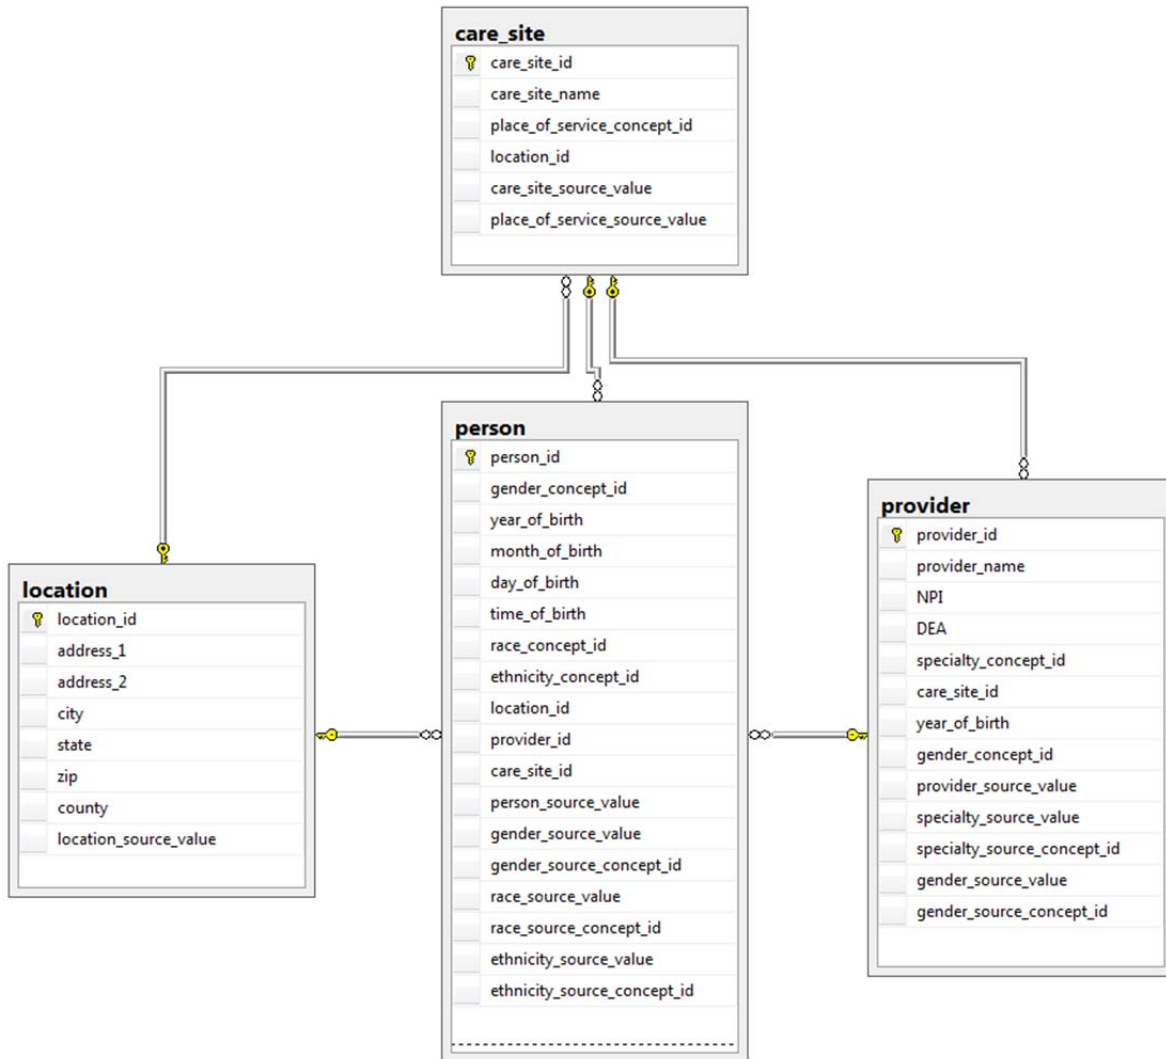 care_site
care_site_id
care_site_name
place_of_service_concept_id
location_id
care_site_source_value
place_of_service_source_value
person
person_id
gender_concept_id
year_of_birth
month_of_birth
day_of_birth
time_of_birth
race_concept_id
ethnicity_concept_id
location_id
provider_id
care_site_id
person_source_value
gender_source_value
gender_source_concept_id
race_source_value
race_source_concept_id
ethnicity_source_value
ethnicity_source_concept_id
provider
provider_id
provider_name
NPI
DEA
specialty_concept_id
care_site_id
year_of_birth
gender_concept_id
provider_source_value
specialty_source_value
specialty_source_concept_id
gender_source_value
gender_source_concept_id
location
location_id
address_1
address_2
city
state
zip
county
location_source_value